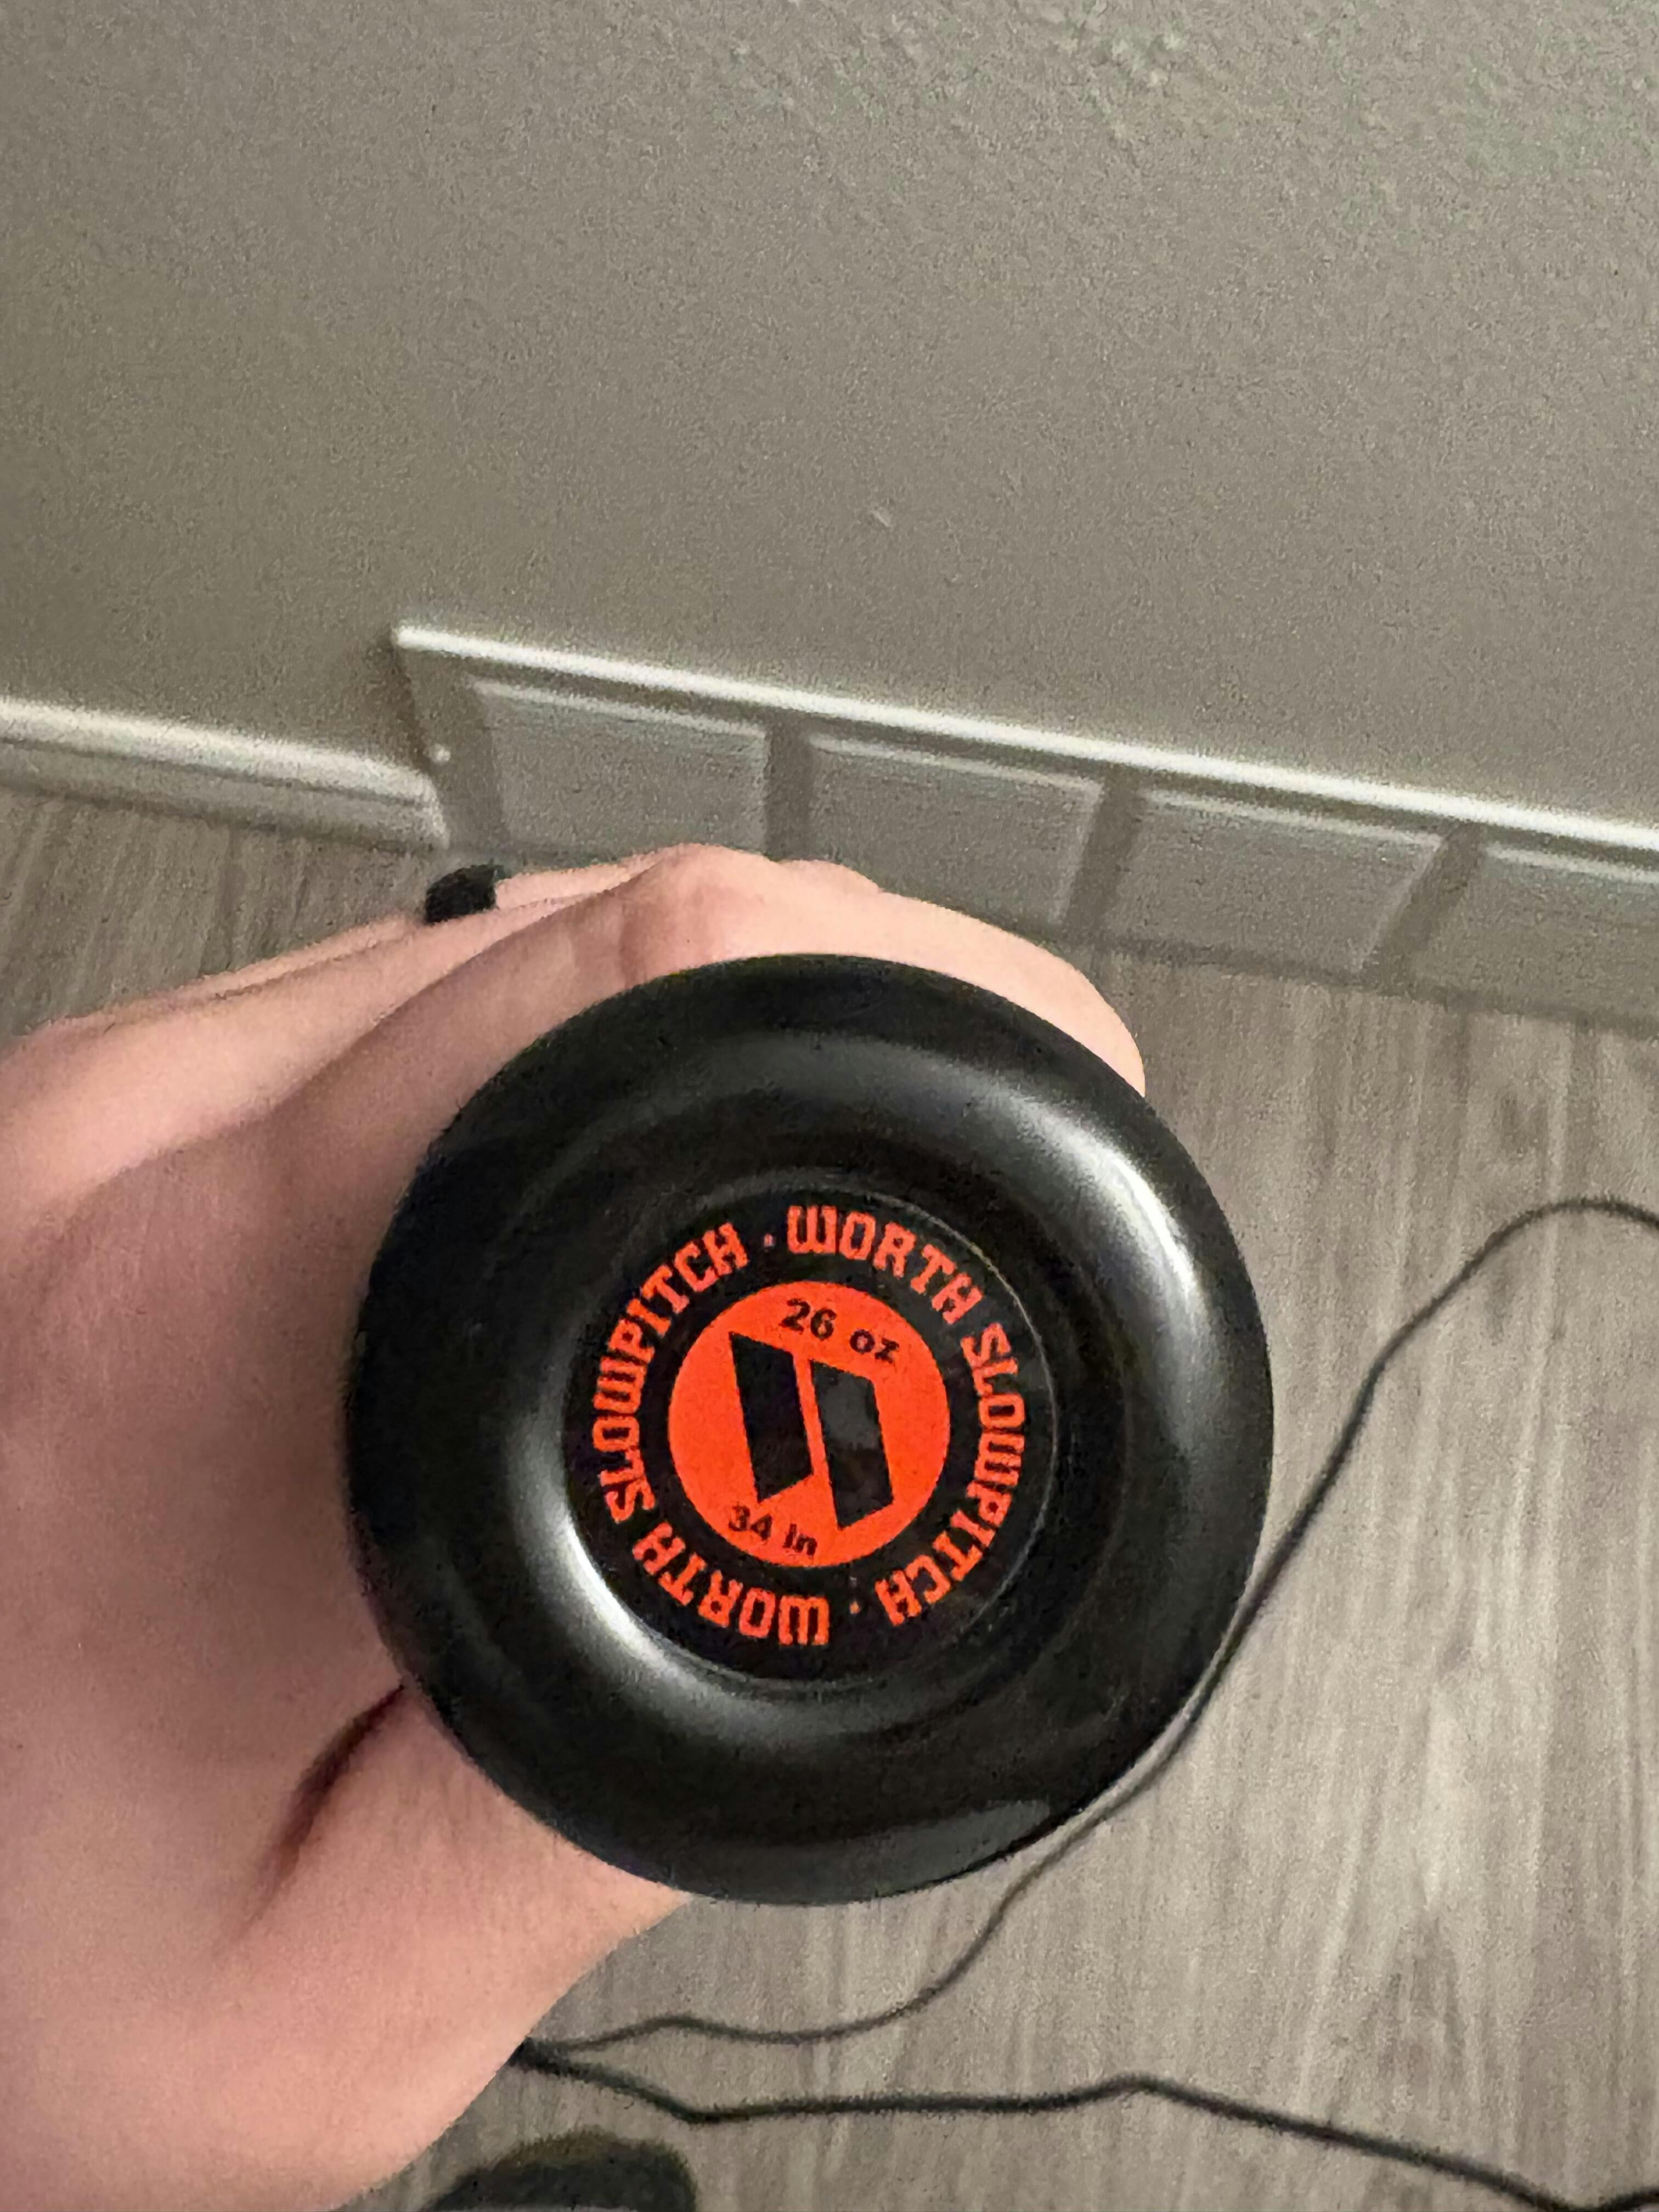 WORTH SLOWPITCH · WORTH SLOWPITCH ·
26 oz
34 in